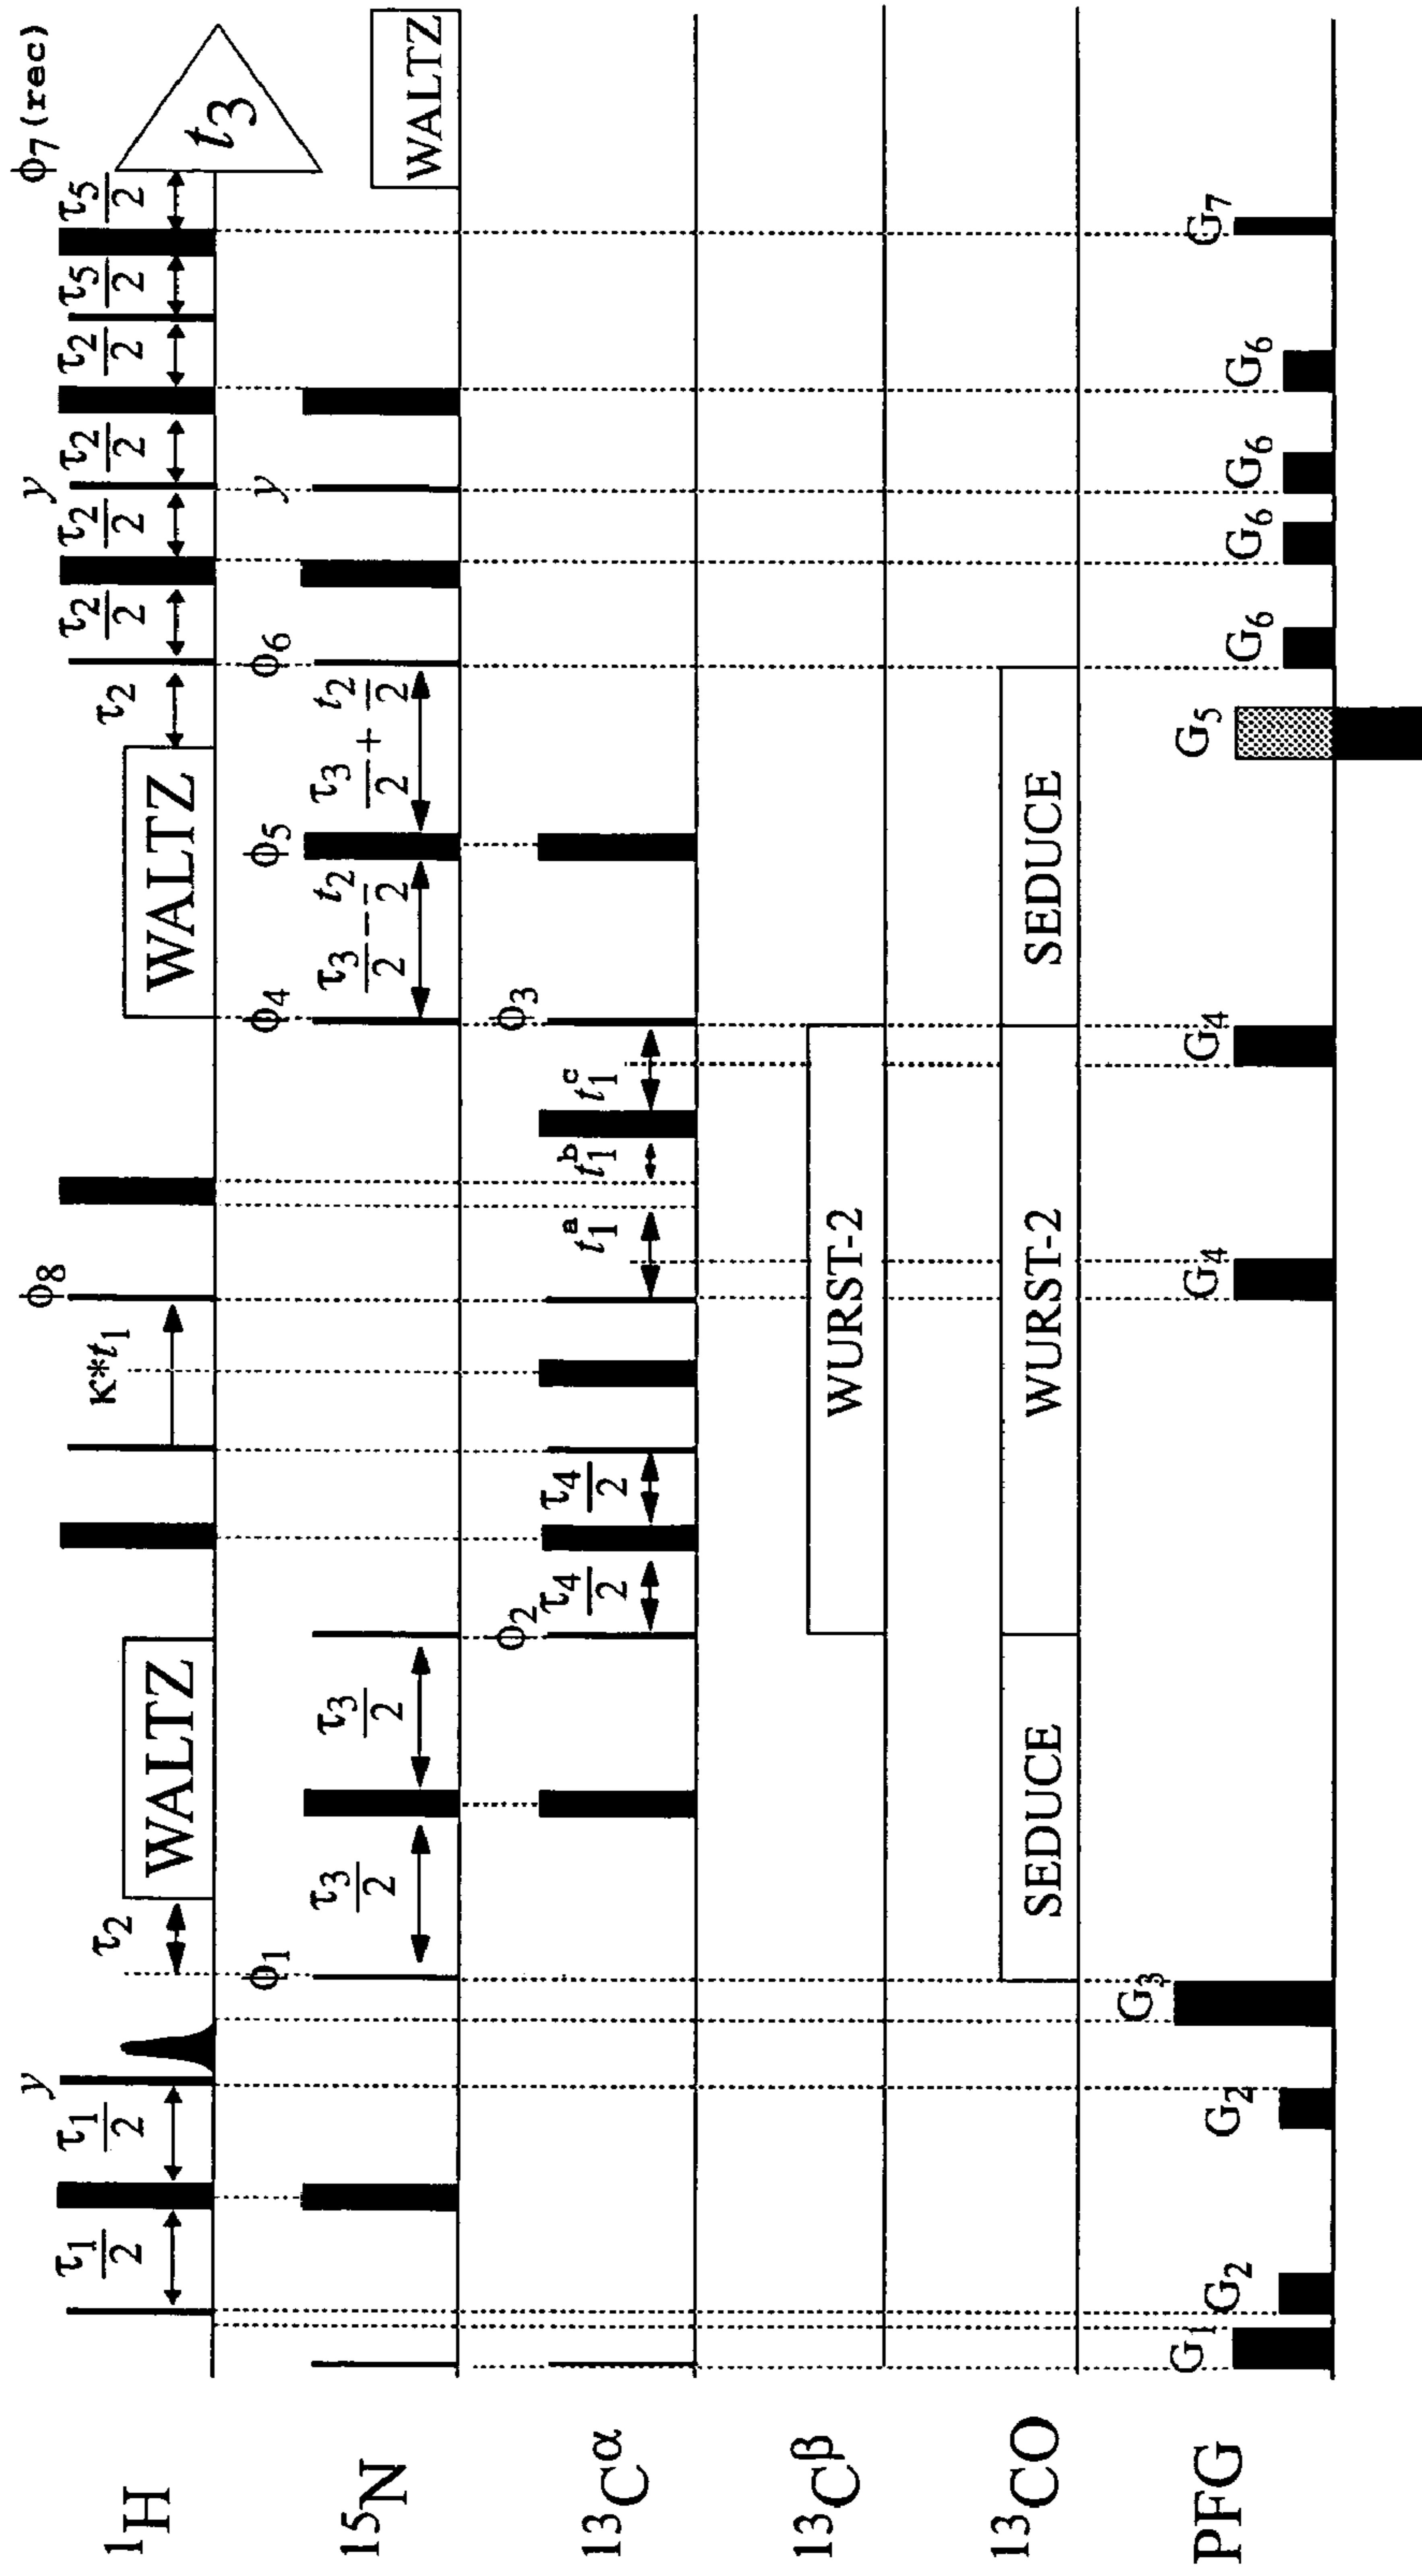 ¹H
τ₁/2
τ₁/2
y
τ₂
WALTZ
κ*t₁
ϕ₈
WALTZ
τ₂
τ₂/2
τ₂/2
y
τ₂/2
τ₂/2
τ₅/2
τ₅/2
ϕ₇(rec)
t₃
¹⁵N
ϕ₁
τ₃/2
τ₃/2
ϕ₄
τ₃/2 − t₂/2
ϕ₅
τ₃/2 + t₂/2
ϕ₆
y
WALTZ
¹³Cᵅ
ϕ₂
τ₄/2
τ₄/2
t₁ᵃ
t₁ᵇ
t₁ᶜ
ϕ₃
¹³Cᵝ
WURST-2
¹³CO
SEDUCE
WURST-2
SEDUCE
PFG
G₁
G₂
G₂
G₃
G₄
G₄
G₅
G₆
G₆
G₆
G₆
G₇